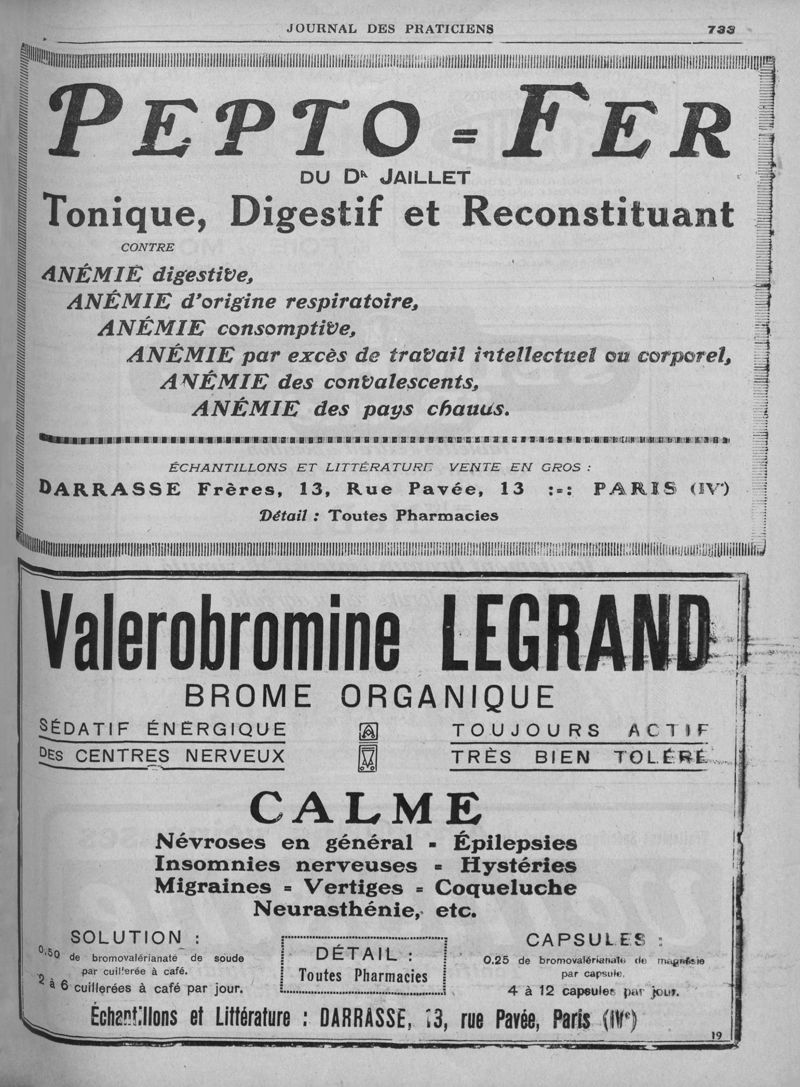 JOURNAL DES PRATICIENS 733
PEPTO=FER
DU Dr JAILLET
Tonique, Digestif et Reconstituant
CONTRE
ANÉMIE digestive,
ANÉMIE d'origine respiratoire,
ANÉMIE consomptive,
ANÉMIE par excès de travail intellectuel ou corporel,
ANÉMIE des convalescents,
ANÉMIE des pays chauds.
ÉCHANTILLONS ET LITTÉRATURE VENTE EN GROS :
DARRASSE Frères, 13, Rue Pavée, 13 :-: PARIS (IVe)
Détail : Toutes Pharmacies
Valerobromine LEGRAND
BROME ORGANIQUE
SÉDATIF ÉNERGIQUE
DES CENTRES NERVEUX
TOUJOURS ACTIF
TRÈS BIEN TOLÉRÉ
CALME
Névroses en général = Épilepsies
Insomnies nerveuses = Hystéries
Migraines = Vertiges = Coqueluche
Neurasthénie, etc.
SOLUTION :
0.50 de bromovalérianate de soude
par cuillerée à café.
2 à 6 cuillerées à café par jour.
DÉTAIL :
Toutes Pharmacies
CAPSULES :
0.25 de bromovalérianate de magnésie
par capsule.
4 à 12 capsules par jour.
Échantillons et Littérature : DARRASSE, 13, rue Pavée, Paris (IVe)
19